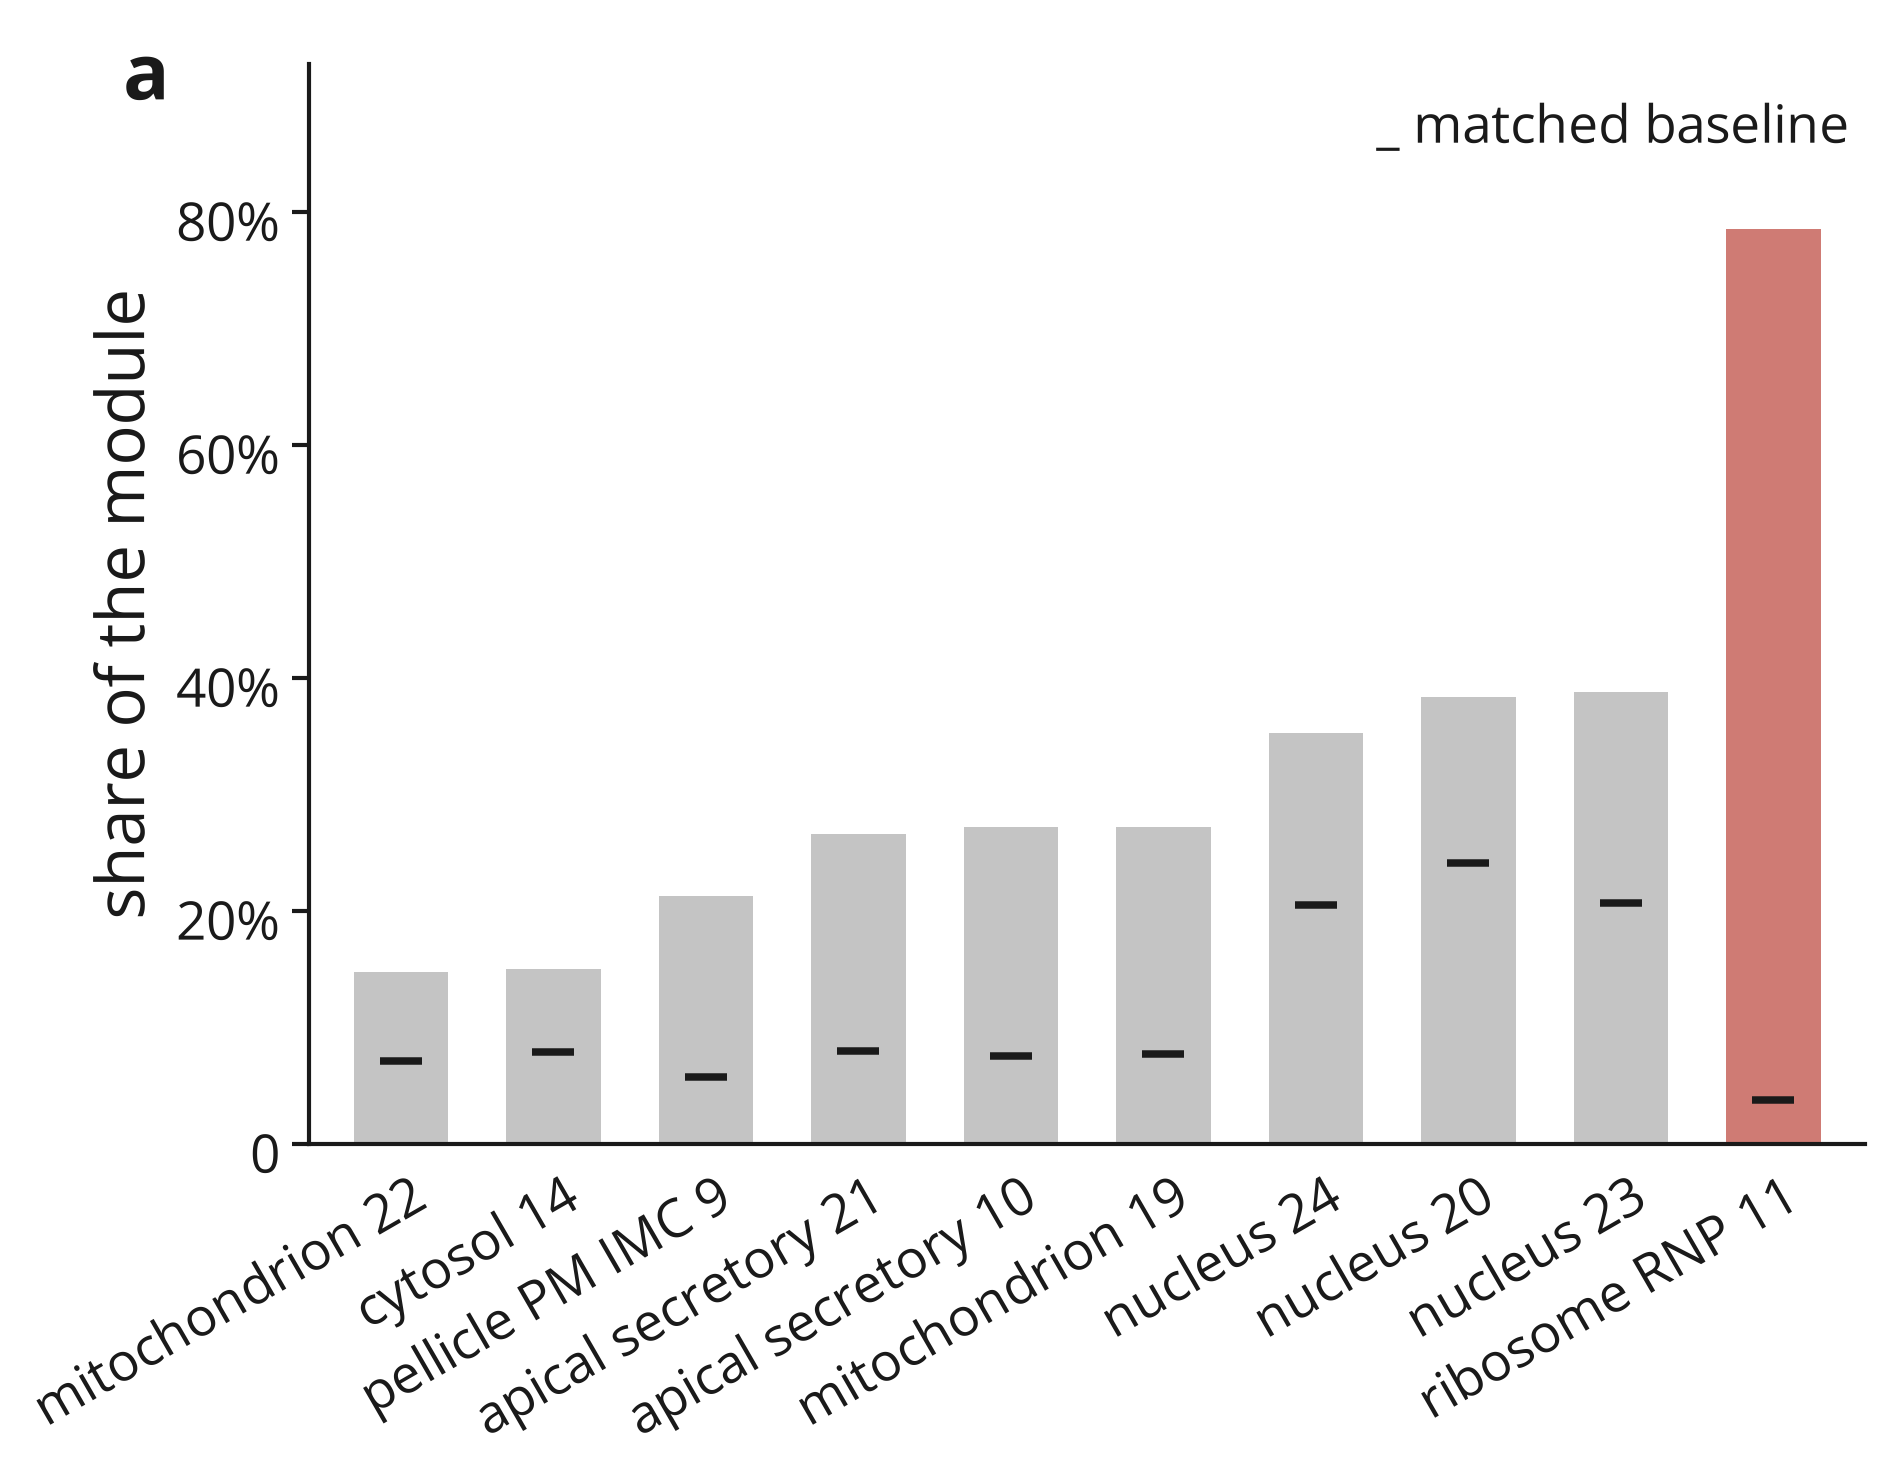 a
_ matched baseline
share of the module
80%
60%
40%
20%
0
mitochondrion 22
cytosol 14
pellicle PM IMC 9
apical secretory 21
apical secretory 10
mitochondrion 19
nucleus 24
nucleus 20
nucleus 23
ribosome RNP 11